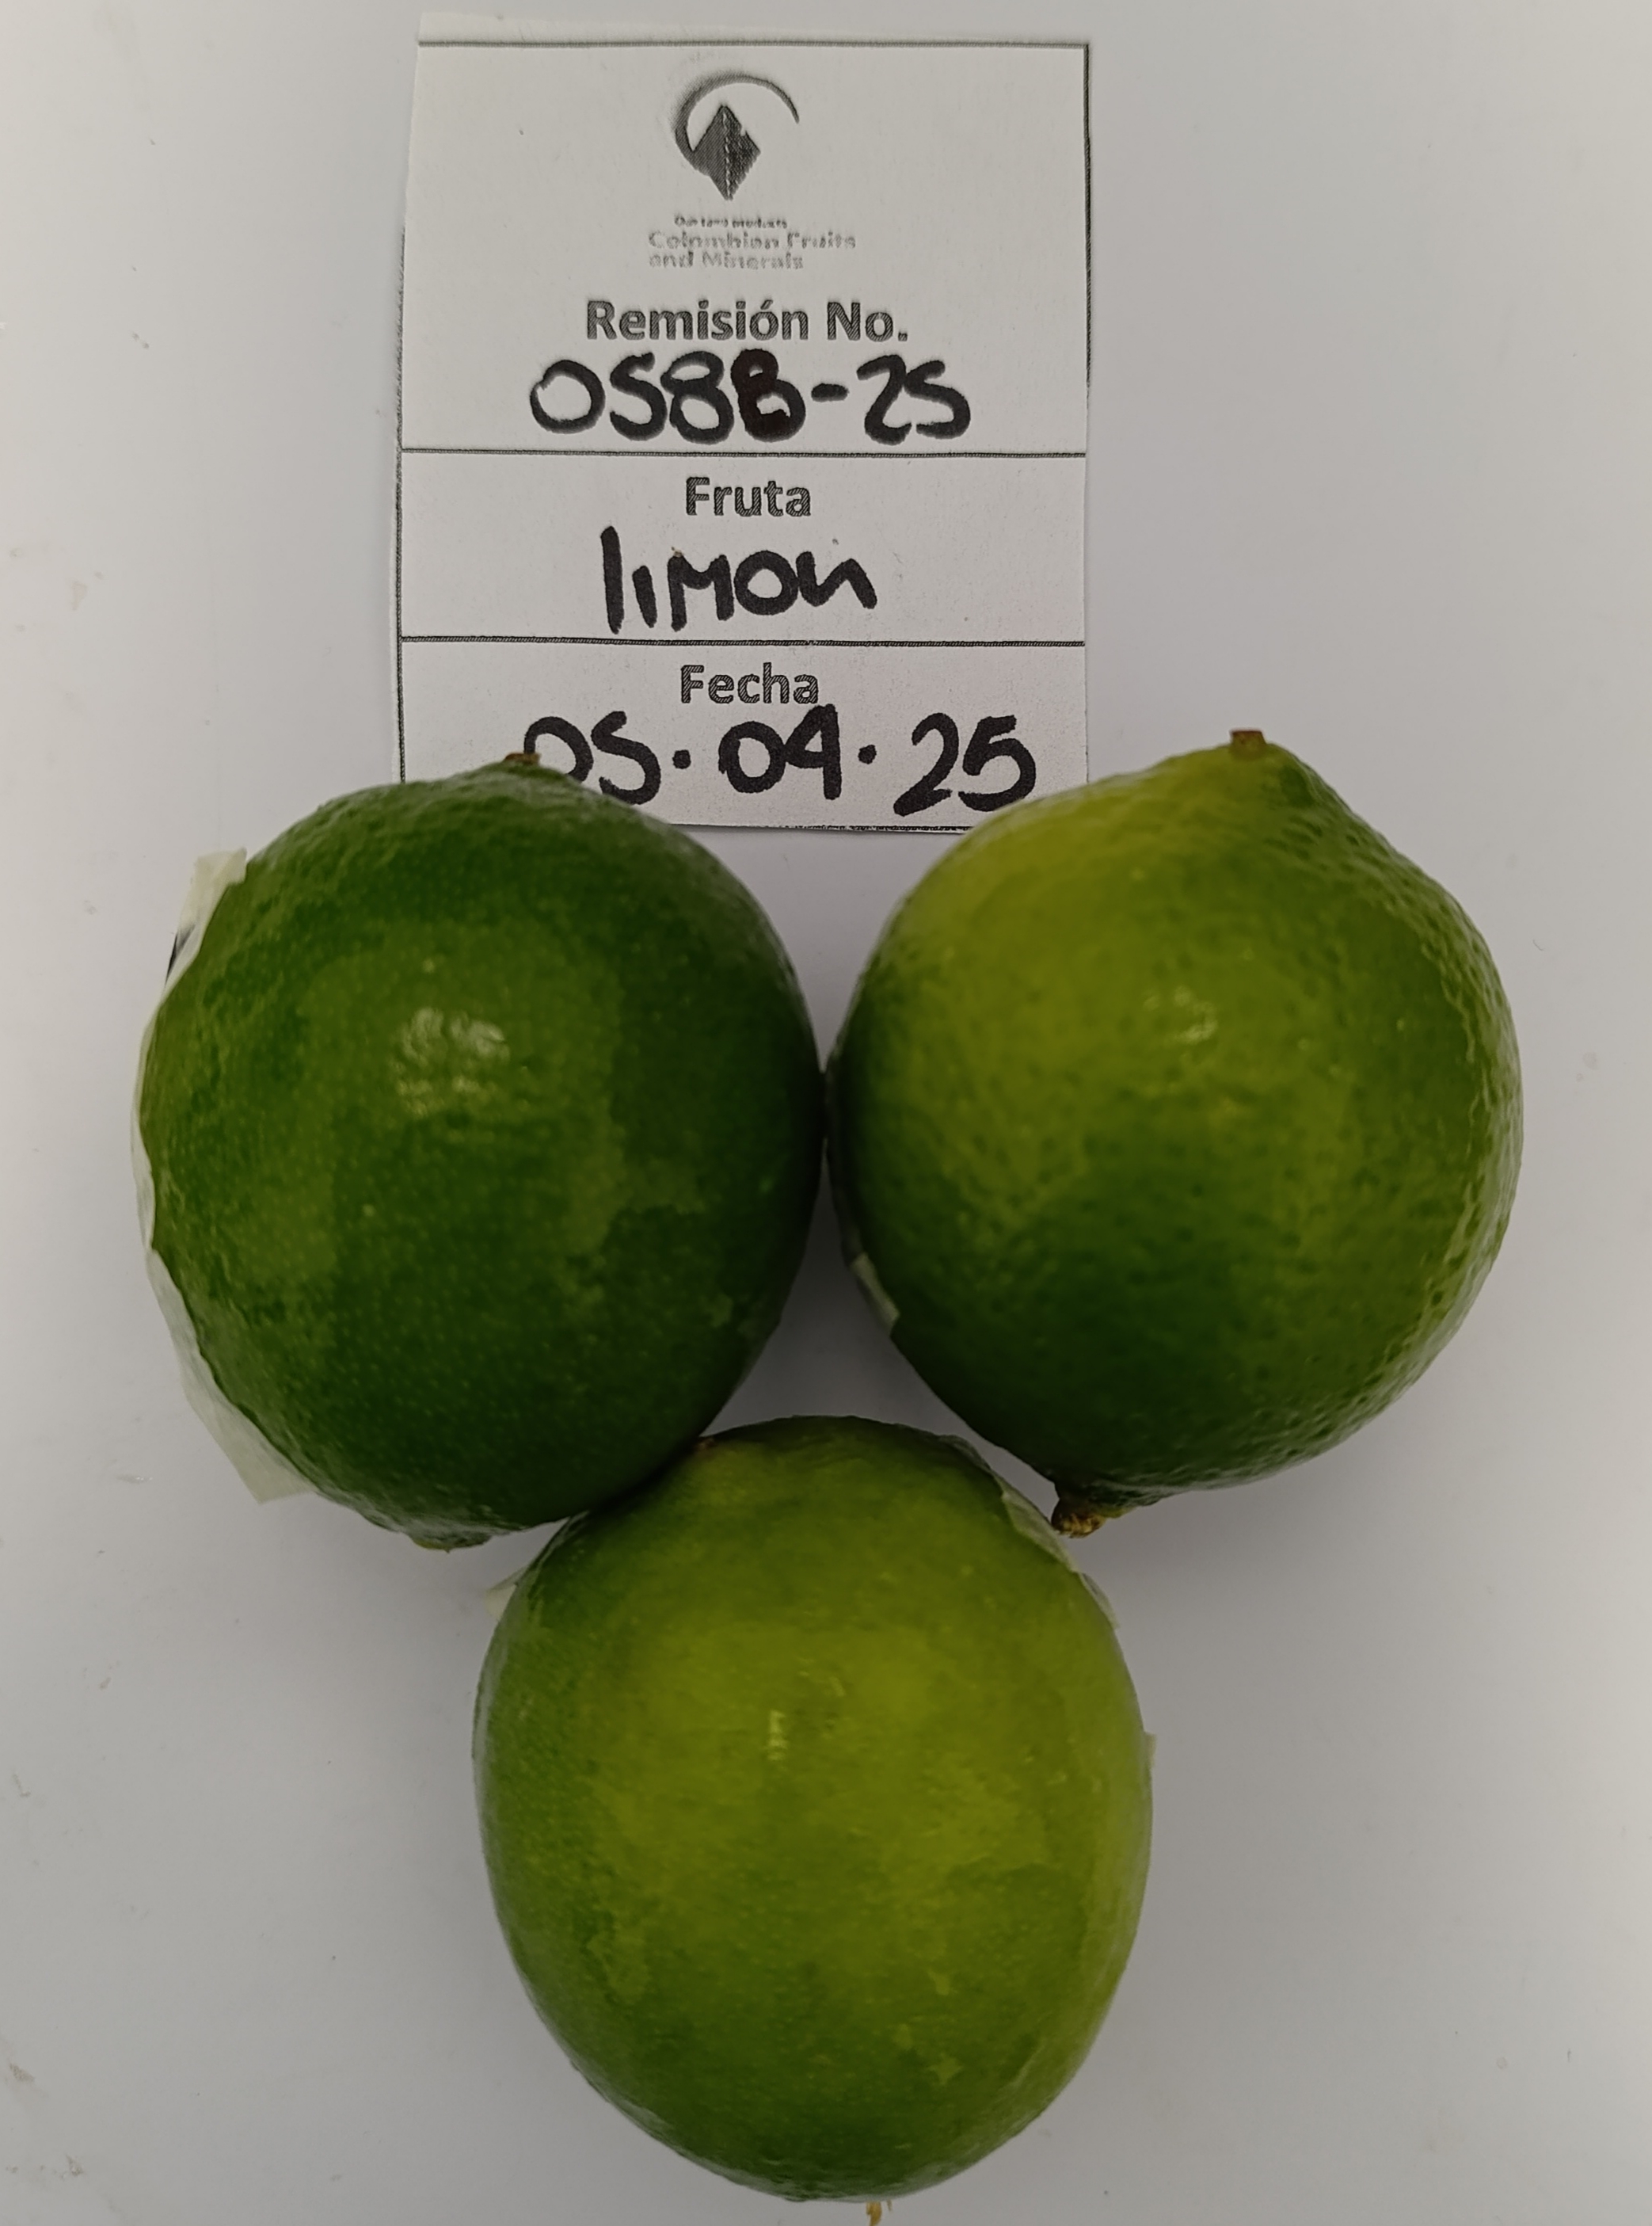 Colombian Fruits
and Minerals
Remisión No.
0588-25
Fruta
limon
Fecha
05.04.25